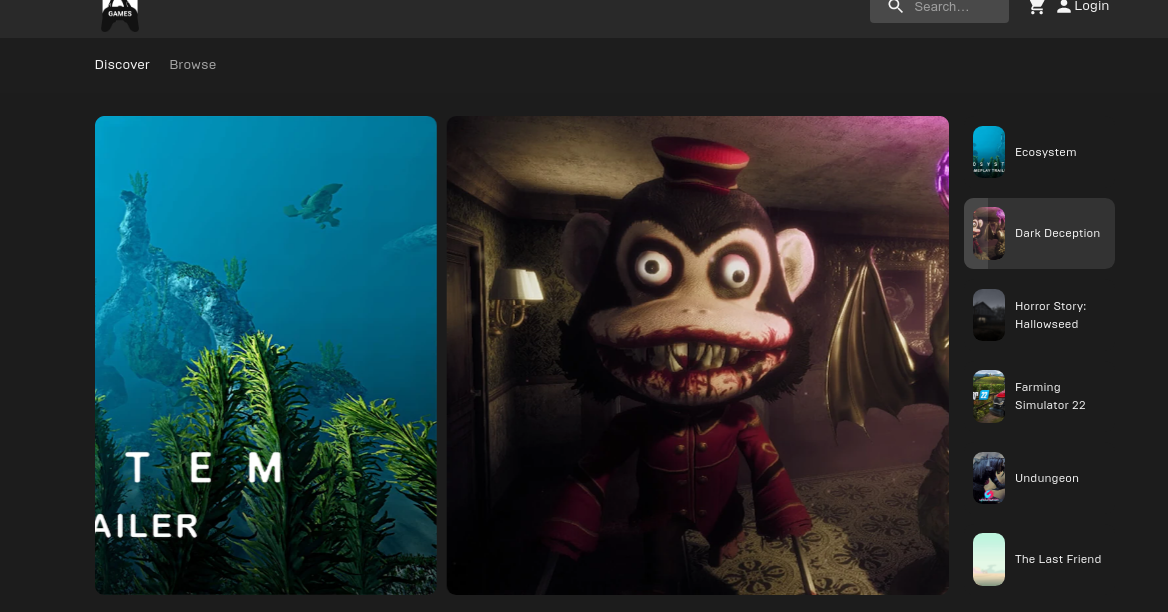 GAMES
Search...
Login
Discover
Browse
T E M
AILER
Ecosystem
Dark Deception
Horror Story:
Hallowseed
Farming
Simulator 22
22
Undungeon
The Last Friend